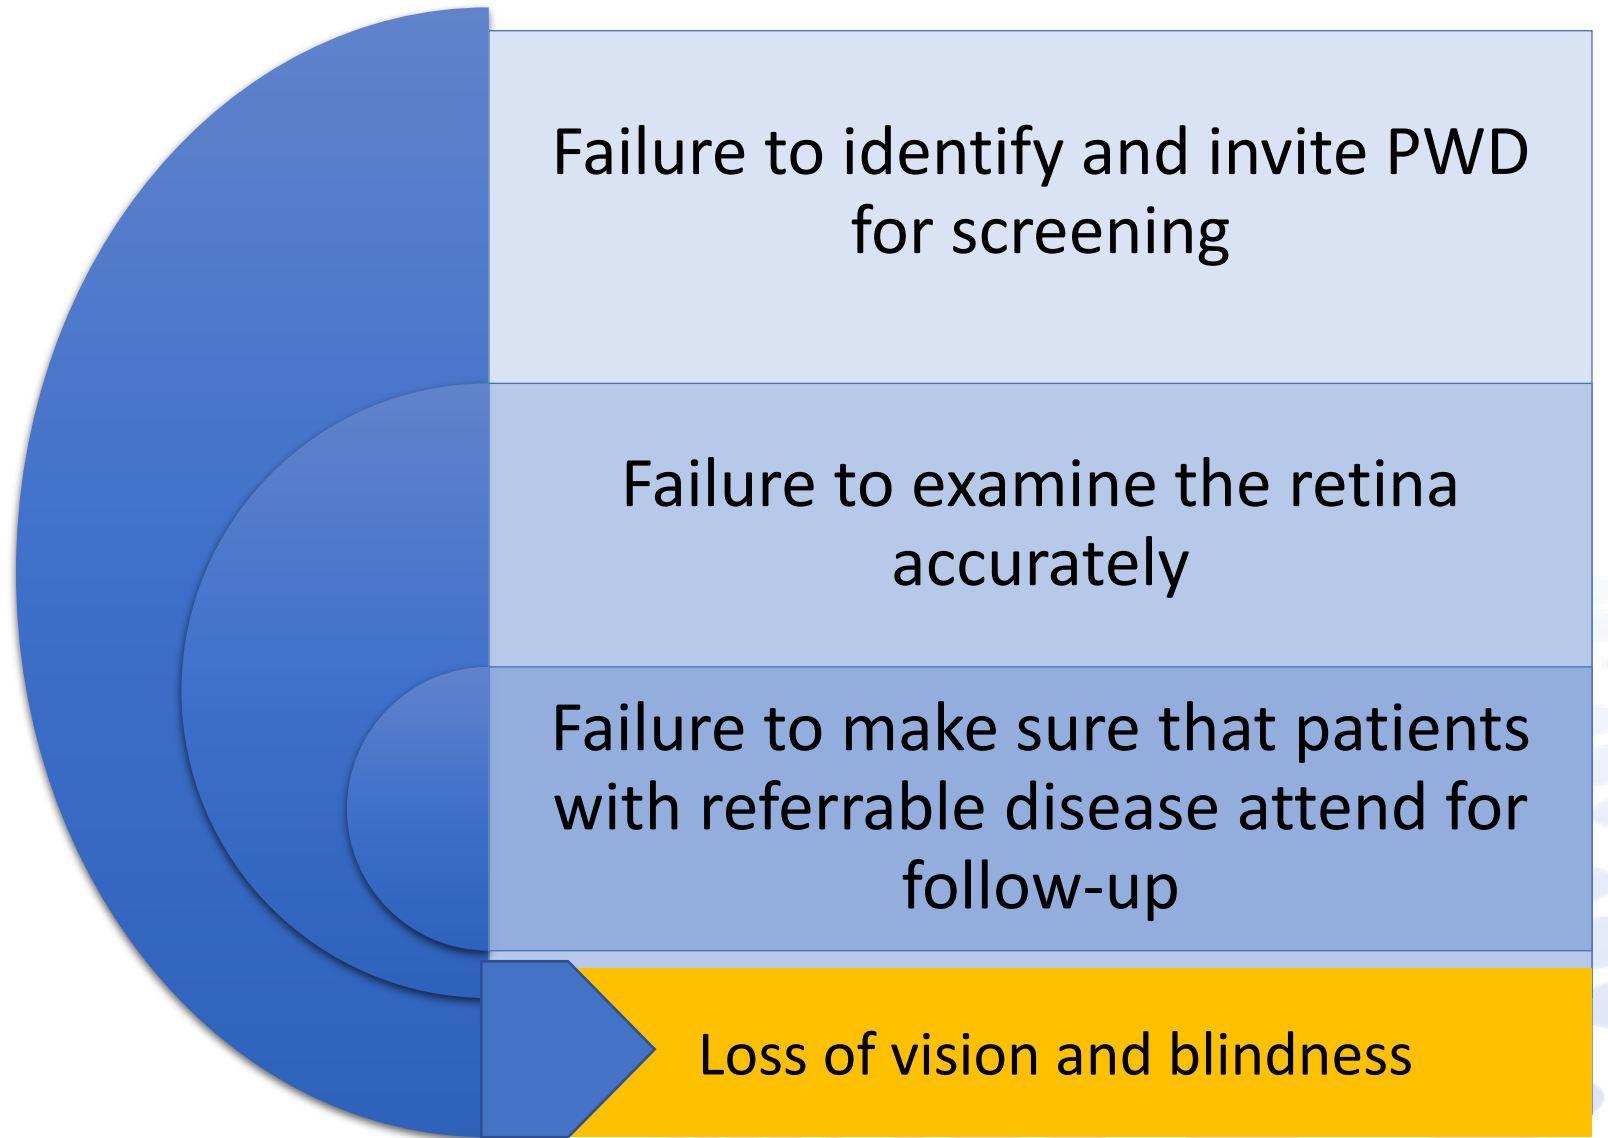 Failure to identify and invite PWD
for screening
Failure to examine the retina
accurately
Failure to make sure that patients
with referrable disease attend for
follow-up
Loss of vision and blindness